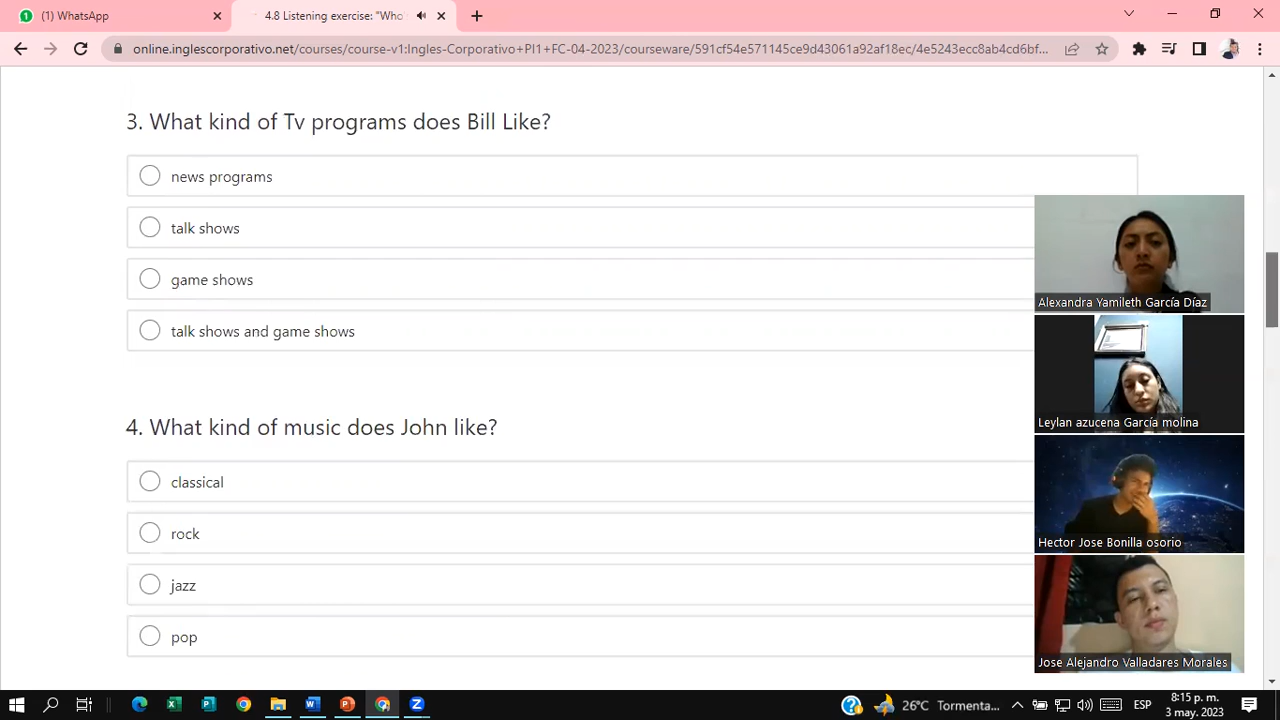 (1) WhatsApp
4.8 Listening exercise: "Who
online.inglescorporativo.net/courses/course-v1:Ingles-Corporativo+PI1+FC-04-2023/courseware/591cf54e571145ce9d43061a92af18ec/4e5243ecc8ab4cd6bf...
3. What kind of Tv programs does Bill Like?
news programs
talk shows
game shows
talk shows and game shows
4. What kind of music does John like?
classical
rock
jazz
pop
Alexandra Yamileth García Díaz
Leylan azucena García molina
Hector Jose Bonilla osorio
Jose Alejandro Valladares Morales
26°C Tormenta...
ESP
8:15 p. m.
3 may. 2023